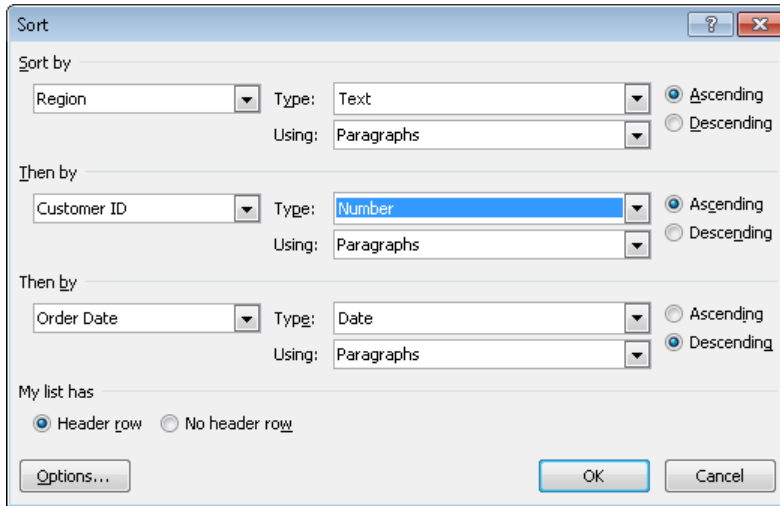 Sort
Sort by
Region Type: Text Ascending
Using: Paragraphs Descending
Then by
Customer ID Type: Number Ascending
Using: Paragraphs Descending
Then by
Order Date Type: Date Ascending
Using: Paragraphs Descending
My list has
Header row No header row
Options... OK Cancel